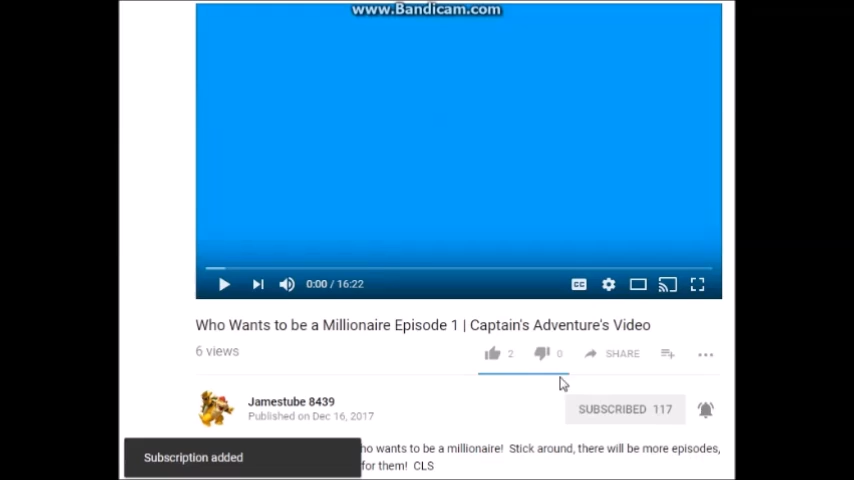 www.Bandicam.com
CC
0:00 / 16:22
Who Wants to be a Millionaire Episode 1 | Captain's Adventure's Video
6 views
2 0 SHARE
Jamestube 8439
Published on Dec 16, 2017
SUBSCRIBED 117
ho wants to be a millionaire! Stick around, there will be more episodes,
for them! CLS
Subscription added